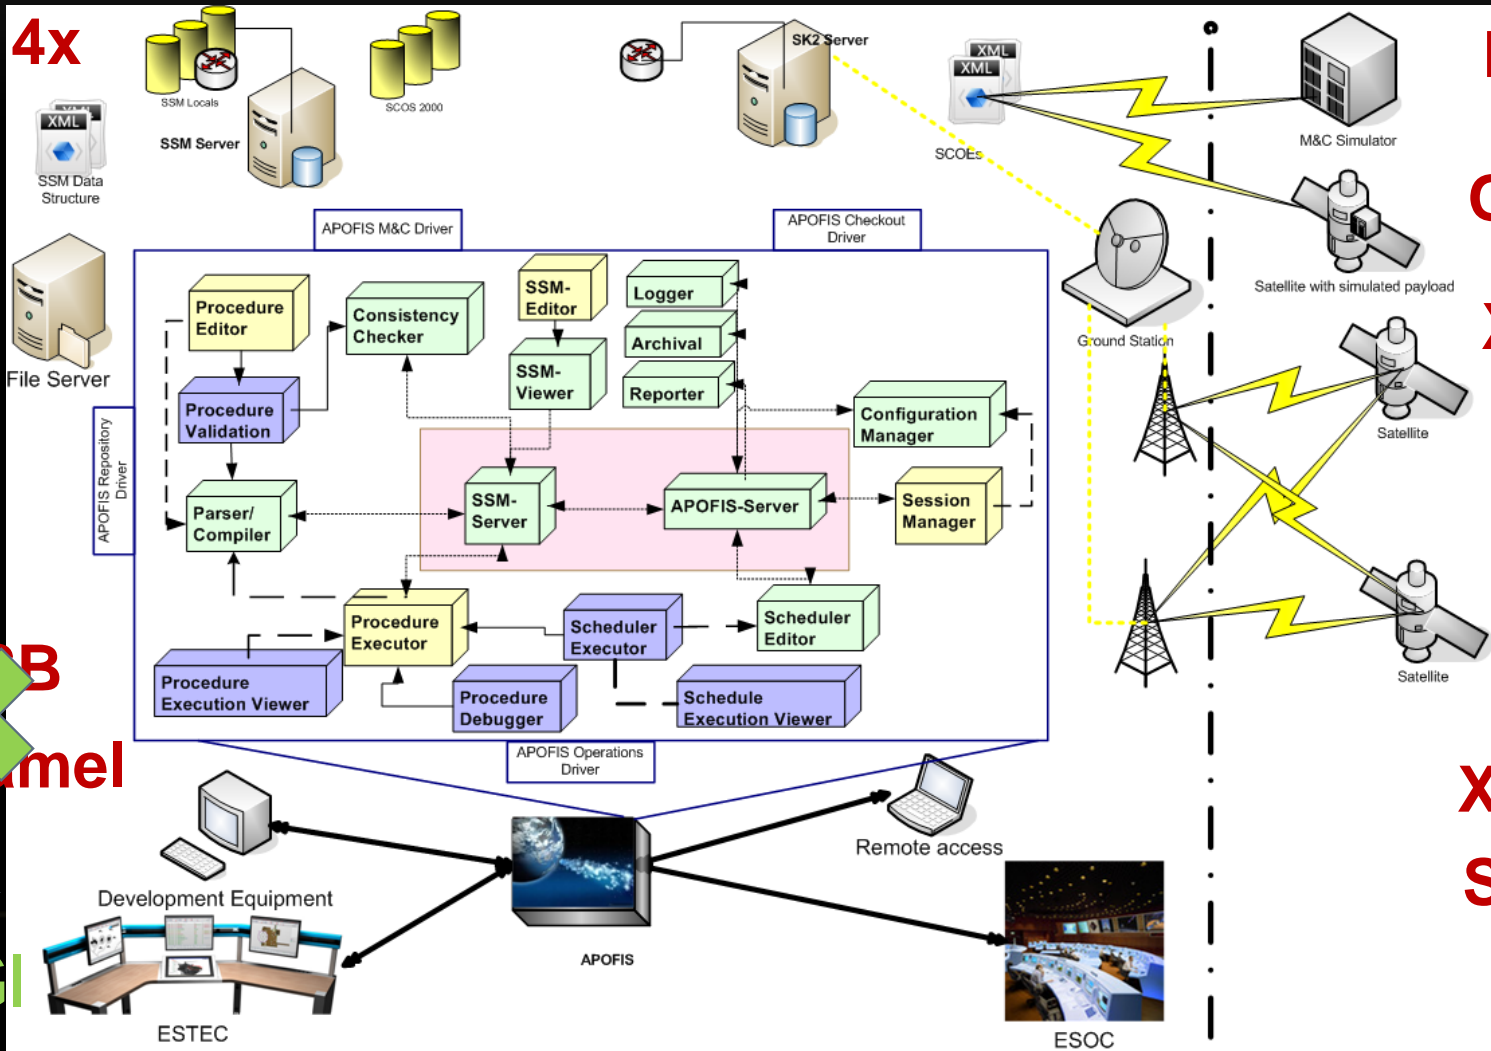 4x
SSM Locals
SCOS 2000
SK2 Server
XML
XML
SSM Server
SCOEs
M&C Simulator
XML
XML
SSM Data
Structure
APOFIS M&C Driver
APOFIS Checkout
Driver
Satellite with simulated payload
File Server
Procedure
Editor
Consistency
Checker
SSM-
Editor
Logger
Archival
Reporter
Ground Station
SSM-
Viewer
Procedure
Validation
Configuration
Manager
Satellite
APOFIS Repository
Driver
Parser/
Compiler
SSM-
Server
APOFIS-Server
Session
Manager
Procedure
Executor
Scheduler
Executor
Scheduler
Editor
Procedure
Execution Viewer
Procedure
Debugger
Schedule
Execution Viewer
Satellite
B
mel
APOFIS Operations
Driver
Development Equipment
Remote access
X
S
APOFIS
ESTEC
ESOC